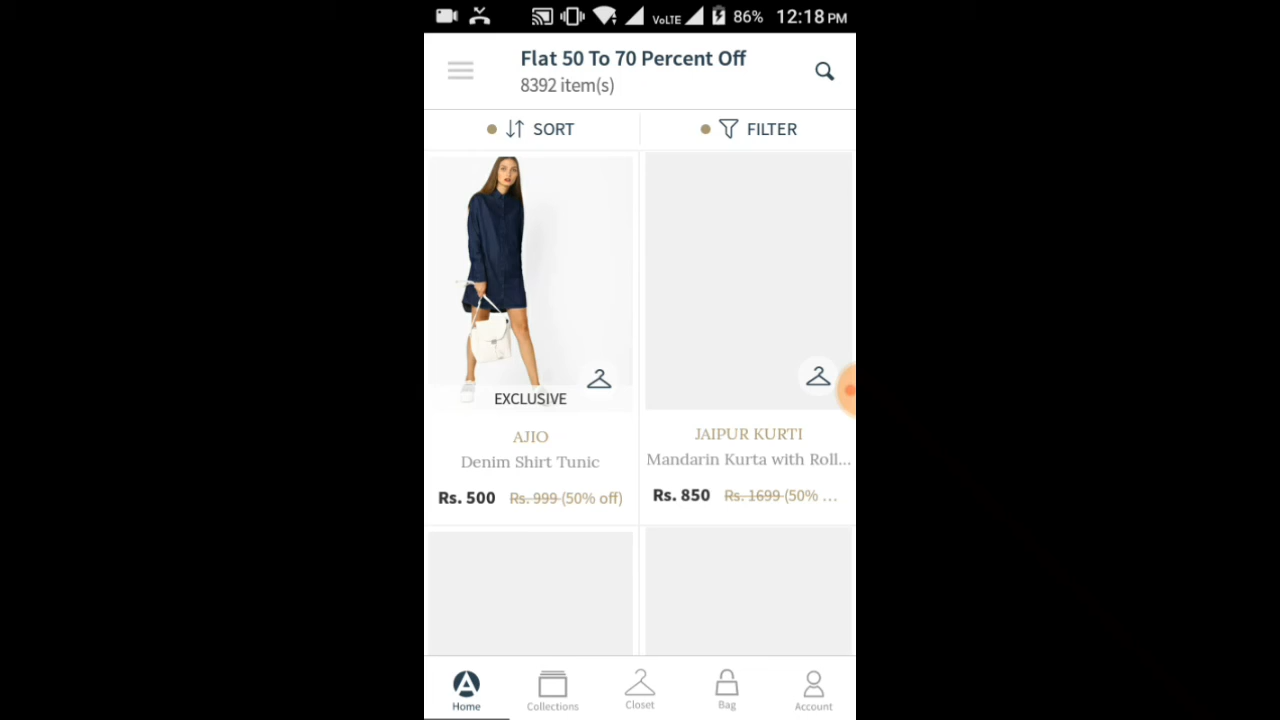 VoLTE 86% 12:18 PM
Flat 50 To 70 Percent Off
8392 item(s)
SORT
FILTER
EXCLUSIVE
AJIO
Denim Shirt Tunic
Rs. 500 Rs. 999 (50% off)
JAIPUR KURTI
Mandarin Kurta with Roll...
Rs. 850 Rs. 1699 (50% ...
Home
Collections
Closet
Bag
Account